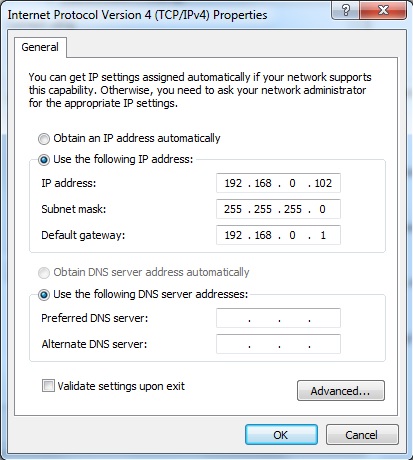 Internet Protocol Version 4 (TCP/IPv4) Properties
General
You can get IP settings assigned automatically if your network supports
this capability. Otherwise, you need to ask your network administrator
for the appropriate IP settings.
Obtain an IP address automatically
Use the following IP address:
IP address: 192 . 168 . 0 . 102
Subnet mask: 255 . 255 . 255 . 0
Default gateway: 192 . 168 . 0 . 1
Obtain DNS server address automatically
Use the following DNS server addresses:
Preferred DNS server: . . .
Alternate DNS server: . . .
Validate settings upon exit
Advanced...
OK Cancel